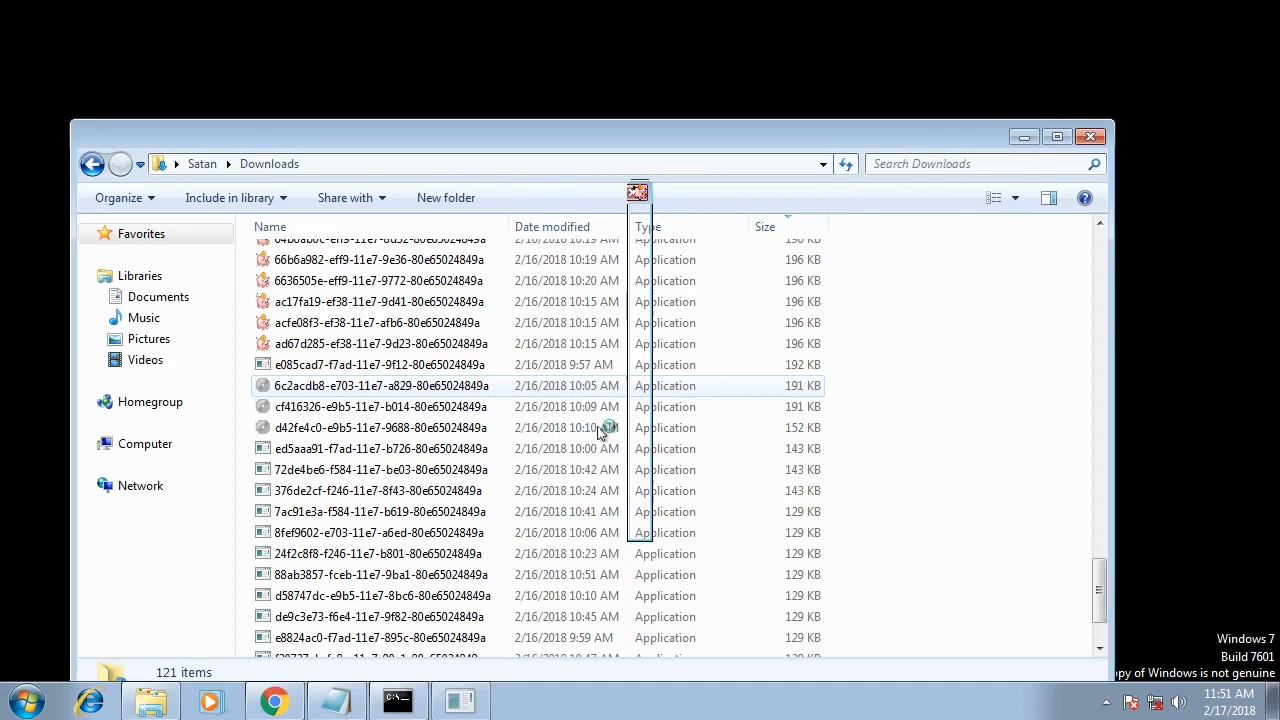 Satan Downloads
Search Downloads
Organize Include in library Share with New folder
Name Date modified Type Size
66b6a982-eff9-11e7-9e36-80e65024849a 2/16/2018 10:19 AM Application 196 KB
6636505e-eff9-11e7-9772-80e65024849a 2/16/2018 10:20 AM Application 196 KB
ac17fa19-ef38-11e7-9d41-80e65024849a 2/16/2018 10:15 AM Application 196 KB
acfe08f3-ef38-11e7-afb6-80e65024849a 2/16/2018 10:15 AM Application 196 KB
ad67d285-ef38-11e7-9d23-80e65024849a 2/16/2018 10:15 AM Application 196 KB
e085cad7-f7ad-11e7-9f12-80e65024849a 2/16/2018 9:57 AM Application 192 KB
6c2acdb8-e703-11e7-a829-80e65024849a 2/16/2018 10:05 AM Application 191 KB
cf416326-e9b5-11e7-b014-80e65024849a 2/16/2018 10:09 AM Application 191 KB
d42fe4c0-e9b5-11e7-9688-80e65024849a 2/16/2018 10:10 AM Application 152 KB
ed5aaa91-f7ad-11e7-b726-80e65024849a 2/16/2018 10:00 AM Application 143 KB
72de4be6-f584-11e7-be03-80e65024849a 2/16/2018 10:42 AM Application 143 KB
376de2cf-f246-11e7-8f43-80e65024849a 2/16/2018 10:24 AM Application 143 KB
7ac91e3a-f584-11e7-b619-80e65024849a 2/16/2018 10:41 AM Application 129 KB
8fef9602-e703-11e7-a6ed-80e65024849a 2/16/2018 10:06 AM Application 129 KB
24f2c8f8-f246-11e7-b801-80e65024849a 2/16/2018 10:23 AM Application 129 KB
88ab3857-fceb-11e7-9ba1-80e65024849a 2/16/2018 10:51 AM Application 129 KB
d58747dc-e9b5-11e7-8bc6-80e65024849a 2/16/2018 10:10 AM Application 129 KB
de9c3e73-f6e4-11e7-9f82-80e65024849a 2/16/2018 10:45 AM Application 129 KB
e8824ac0-f7ad-11e7-895c-80e65024849a 2/16/2018 9:59 AM Application 129 KB
Favorites
Libraries
Documents
Music
Pictures
Videos
Homegroup
Computer
Network
121 items
Windows 7
Build 7601
opy of Windows is not genuine
11:51 AM
2/17/2018